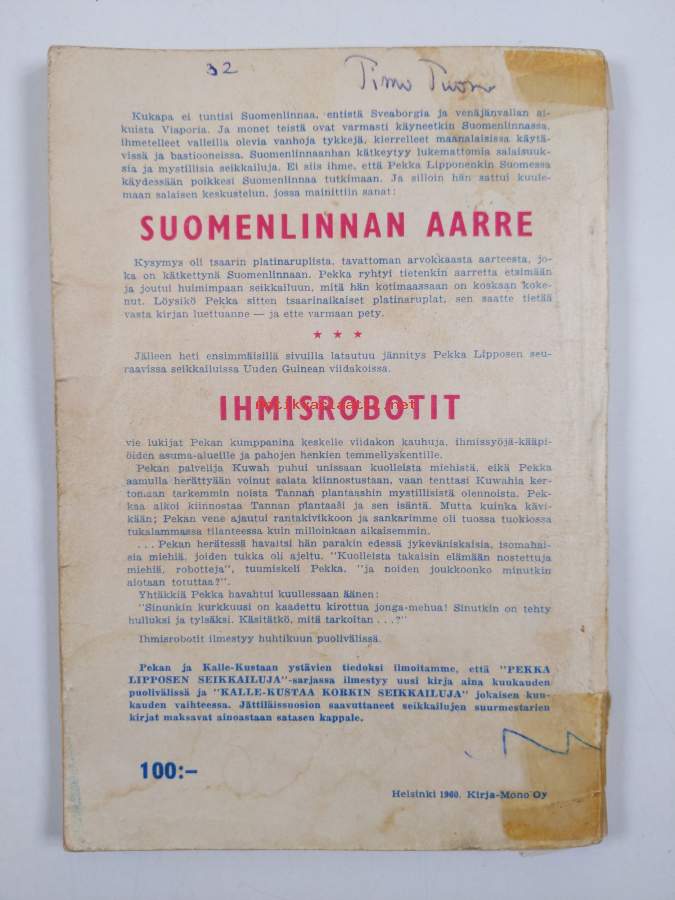 32 Timo
Kukapa ei tuntisi Suomenlinnaa, entistä Sveaborgia ja venäjänvallan ai-
kuista Viaporia. Ja monet teistä ovat varmasti käyneetkin Suomenlinnassa,
ihmetelleet valleilla olevia vanhoja tykkejä, kierrelleet maanalaisissa käytä-
vissä ja bastiooneissa. Suomenlinnaanhan kätkeytyy lukemattomia salaisuuk-
sia ja mystillisiä seikkailuja. Ei siis ihme, että Pekka Lipponenkin Suomessa
käydessään poikkesi Suomenlinnaa tutkimaan. Ja silloin hän sattui kuule-
maan salaisen keskustelun, jossa mainittiin sanat:
SUOMENLINNAN AARRE
Kysymys oli tsaarin platinaruplista, tavattoman arvokkaasta aarteesta, jo-
ka on kätkettynä Suomenlinnaan. Pekka ryhtyi tietenkin aarretta etsimään
ja joutui huimimpaan seikkailuun, mitä hän kotimaassaan on koskaan koke-
nut. Löysikö Pekka sitten tsaarinaikaiset platinaruplat, sen saatte tietää
vasta kirjan luettuanne — ja ette varmaan pety.
★ ★ ★
Jälleen heti ensimmäisillä sivuilla latautuu jännitys Pekka Lipposen seu-
raavissa seikkailuissa Uuden Guinean viidakoissa.
IHMISROBOTIT
vie lukijat Pekan kumppanina keskelle viidakon kauhuja, ihmissyöjä-kääpi-
öiden asuma-alueille ja pahojen henkien temmellyskentille.
Pekan palvelija Kuwah puhui unissaan kuolleista miehistä, eikä Pekka
aamulla herättyään voinut salata kiinnostustaan, vaan tenttasi Kuwahia ker-
tomaan tarkemmin noista Tannah plantaashin mystillisistä olennoista. Pek-
kaa alkoi kiinnostaa Tannan plantaaši ja sen isäntä. Mutta kuinka kävi-
kään; Pekan vene ajautui rantakivikkoon ja sankarimme oli tuossa tuokiossa
tukalammassa tilanteessa kuin milloinkaan aikaisemmin.
. . . Pekan herätessä havaitsi hän parakin edessä jykeväniskaisia, isomahai-
sia miehiä, joiden tukka oli ajeltu. "Kuolleista takaisin elämään nostettuja
miehiä, robotteja", tuumiskeli Pekka, "ja noiden joukkoonko minutkin
aiotaan totuttaa?".
Yhtäkkiä Pekka havahtui kuullessaan äänen:
"Sinunkin kurkkuusi on kaadettu kirottua jonga-mehua! Sinutkin on tehty
hulluksi ja tylsäksi. Käsitätkö, mitä tarkoitan . . .?"
Ihmisrobotit ilmestyy huhtikuun puolivälissä.
Pekan ja Kalle-Kustaan ystävien tiedoksi ilmoitamme, että "PEKKA
LIPPOSEN SEIKKAILUJA"-sarjassa ilmestyy uusi kirja aina kuukauden
puolivälissä ja "KALLE-KUSTAA KORKIN SEIKKAILUJA" jokaisen kuu-
kauden vaihteessa. Jättiläissuosion saavuttaneet seikkailujen suurmestarien
kirjat maksavat ainoastaan satasen kappale.
100:–
Helsinki 1960. Kirja-Mono Oy